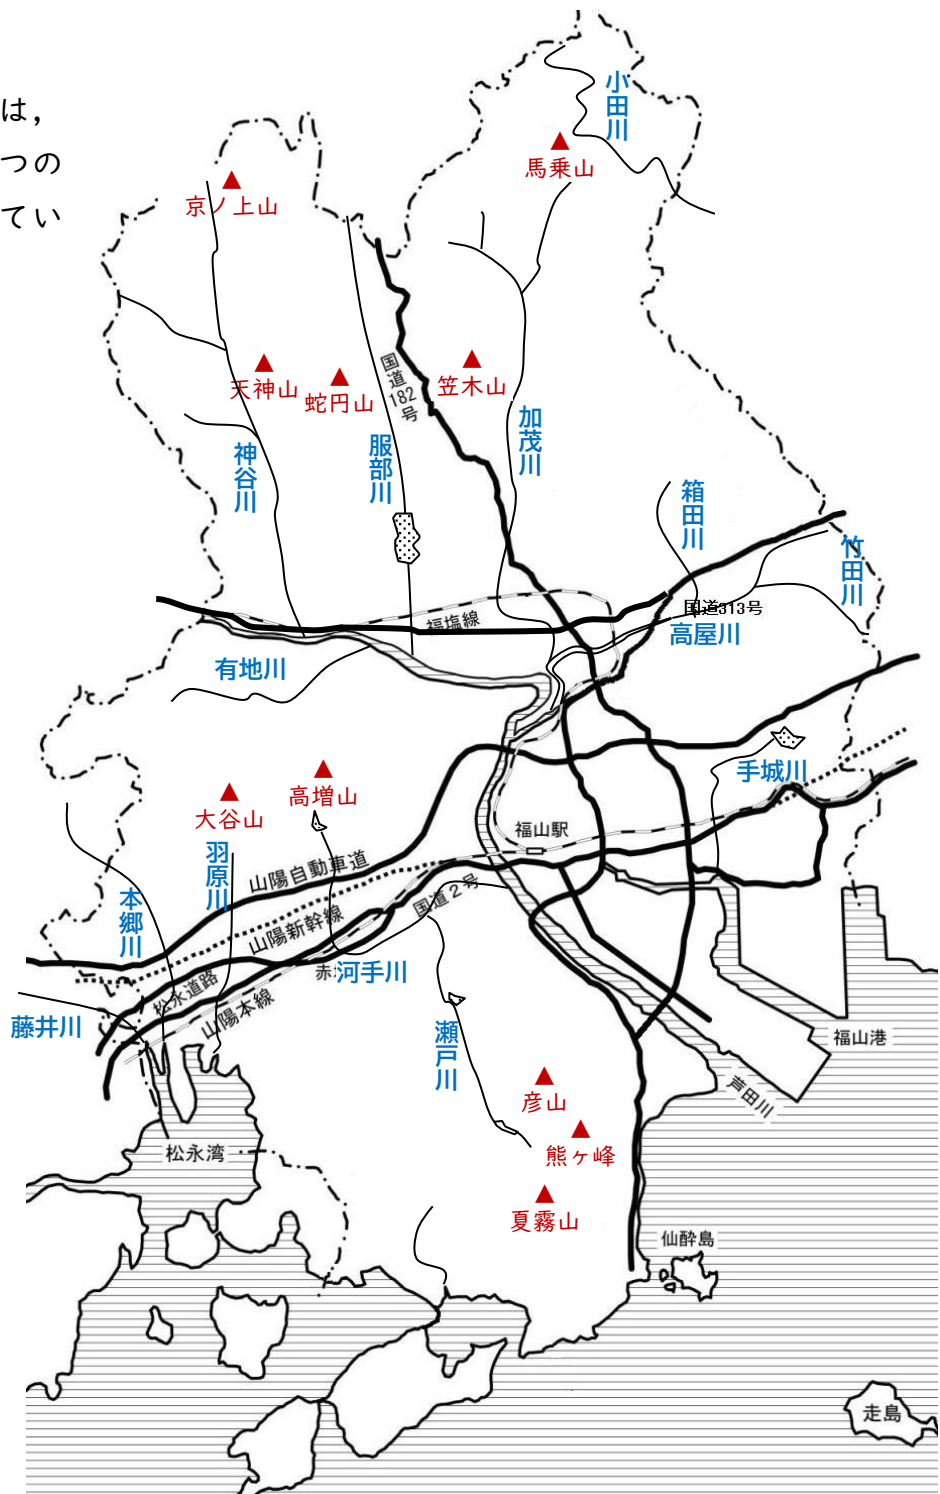 は，
つの
てい
小田川
馬乗山
京ノ上山
国道182号
天神山
蛇円山
笠木山
加茂川
服部川
神谷川
箱田川
竹田川
国道313号
福塩線
高屋川
有地川
手城川
高増山
大谷山
福山駅
羽原川
山陽自動車道
国道２号
本郷川
山陽新幹線
赤
河手川
松永道路
山陽本線
藤井川
瀬戸川
福山港
芦田川
彦山
熊ヶ峰
松永湾
夏霧山
仙酔島
走島